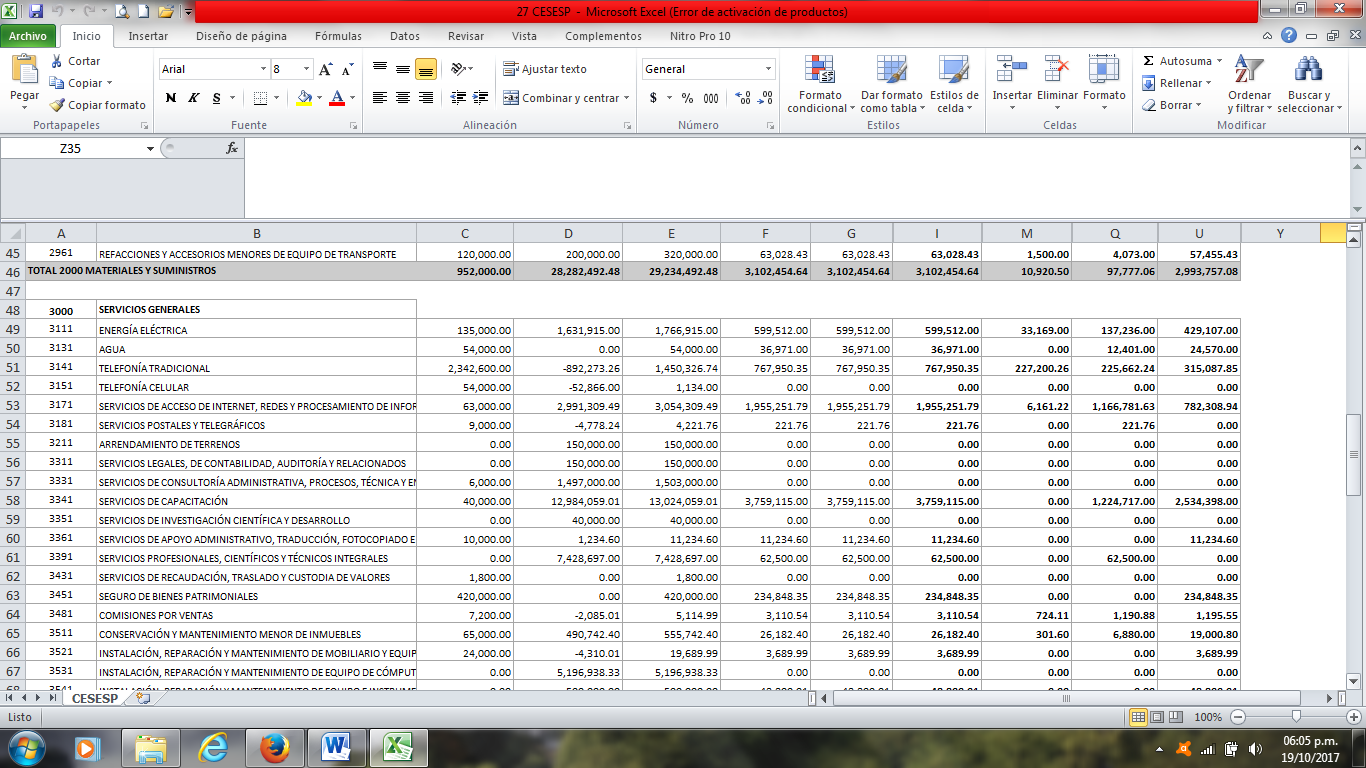 27 CESESP - Microsoft Excel (Error de activación de productos)
Archivo Inicio Insertar Diseño de página Fórmulas Datos Revisar Vista Complementos Nitro Pro 10
Pegar
Cortar
Copiar
Copiar formato
Portapapeles
Arial 8
N K S
Fuente
Ajustar texto
Combinar y centrar
Alineación
General
$ % 000
Número
Formato condicional
Dar formato como tabla
Estilos de celda
Estilos
Insertar Eliminar Formato
Celdas
Autosuma
Rellenar
Borrar
Ordenar y filtrar
Buscar y seleccionar
Modificar
Z35 fx
A B C D E F G I M Q U Y
45 2961 REFACCIONES Y ACCESORIOS MENORES DE EQUIPO DE TRANSPORTE 120,000.00 200,000.00 320,000.00 63,028.43 63,028.43 63,028.43 1,500.00 4,073.00 57,455.43
46 TOTAL 2000 MATERIALES Y SUMINISTROS 952,000.00 28,282,492.48 29,234,492.48 3,102,454.64 3,102,454.64 3,102,454.64 10,920.50 97,777.06 2,993,757.08
47
48 3000 SERVICIOS GENERALES
49 3111 ENERGÍA ELÉCTRICA 135,000.00 1,631,915.00 1,766,915.00 599,512.00 599,512.00 599,512.00 33,169.00 137,236.00 429,107.00
50 3131 AGUA 54,000.00 0.00 54,000.00 36,971.00 36,971.00 36,971.00 0.00 12,401.00 24,570.00
51 3141 TELEFONÍA TRADICIONAL 2,342,600.00 -892,273.26 1,450,326.74 767,950.35 767,950.35 767,950.35 227,200.26 225,662.24 315,087.85
52 3151 TELEFONÍA CELULAR 54,000.00 -52,866.00 1,134.00 0.00 0.00 0.00 0.00 0.00 0.00
53 3171 SERVICIOS DE ACCESO DE INTERNET, REDES Y PROCESAMIENTO DE INFOR 63,000.00 2,991,309.49 3,054,309.49 1,955,251.79 1,955,251.79 1,955,251.79 6,161.22 1,166,781.63 782,308.94
54 3181 SERVICIOS POSTALES Y TELEGRÁFICOS 9,000.00 -4,778.24 4,221.76 221.76 221.76 221.76 0.00 221.76 0.00
55 3211 ARRENDAMIENTO DE TERRENOS 0.00 150,000.00 150,000.00 0.00 0.00 0.00 0.00 0.00 0.00
56 3311 SERVICIOS LEGALES, DE CONTABILIDAD, AUDITORÍA Y RELACIONADOS 0.00 150,000.00 150,000.00 0.00 0.00 0.00 0.00 0.00 0.00
57 3331 SERVICIOS DE CONSULTORÍA ADMINISTRATIVA, PROCESOS, TÉCNICA Y EN 6,000.00 1,497,000.00 1,503,000.00 0.00 0.00 0.00 0.00 0.00 0.00
58 3341 SERVICIOS DE CAPACITACIÓN 40,000.00 12,984,059.01 13,024,059.01 3,759,115.00 3,759,115.00 3,759,115.00 0.00 1,224,717.00 2,534,398.00
59 3351 SERVICIOS DE INVESTIGACIÓN CIENTÍFICA Y DESARROLLO 0.00 40,000.00 40,000.00 0.00 0.00 0.00 0.00 0.00 0.00
60 3361 SERVICIOS DE APOYO ADMINISTRATIVO, TRADUCCIÓN, FOTOCOPIADO E 10,000.00 1,234.60 11,234.60 11,234.60 11,234.60 11,234.60 0.00 0.00 11,234.60
61 3391 SERVICIOS PROFESIONALES, CIENTÍFICOS Y TÉCNICOS INTEGRALES 0.00 7,428,697.00 7,428,697.00 62,500.00 62,500.00 62,500.00 0.00 62,500.00 0.00
62 3431 SERVICIOS DE RECAUDACIÓN, TRASLADO Y CUSTODIA DE VALORES 1,800.00 0.00 1,800.00 0.00 0.00 0.00 0.00 0.00 0.00
63 3451 SEGURO DE BIENES PATRIMONIALES 420,000.00 0.00 420,000.00 234,848.35 234,848.35 234,848.35 0.00 0.00 234,848.35
64 3481 COMISIONES POR VENTAS 7,200.00 -2,085.01 5,114.99 3,110.54 3,110.54 3,110.54 724.11 1,190.88 1,195.55
65 3511 CONSERVACIÓN Y MANTENIMIENTO MENOR DE INMUEBLES 65,000.00 490,742.40 555,742.40 26,182.40 26,182.40 26,182.40 301.60 6,880.00 19,000.80
66 3521 INSTALACIÓN, REPARACIÓN Y MANTENIMIENTO DE MOBILIARIO Y EQUIP 24,000.00 -4,310.01 19,689.99 3,689.99 3,689.99 3,689.99 0.00 0.00 3,689.99
67 3531 INSTALACIÓN, REPARACIÓN Y MANTENIMIENTO DE EQUIPO DE CÓMPUT 0.00 5,196,938.33 5,196,938.33 0.00 0.00 0.00 0.00 0.00 0.00
CESESP
Listo 100%
06:05 p.m.
19/10/2017